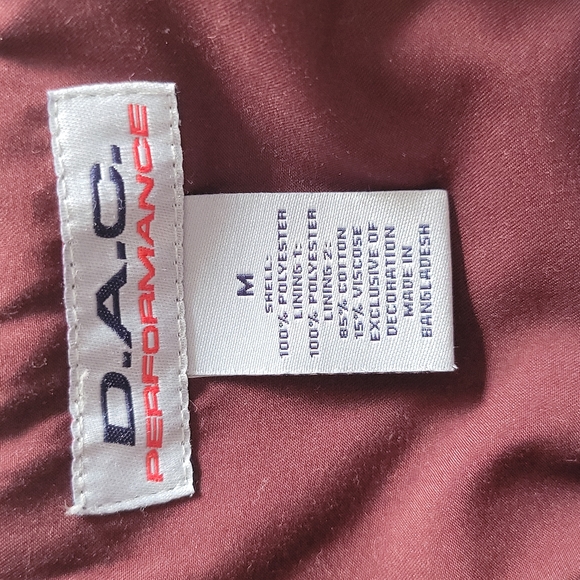 D.A.C.
PERFORMANCE
M
SHELL:
100% POLYESTER
LINING 1:
100% POLYESTER
LINING 2:
85% COTTON
15% VISCOSE
EXCLUSIVE OF
DECORATION
MADE IN
BANGLADESH